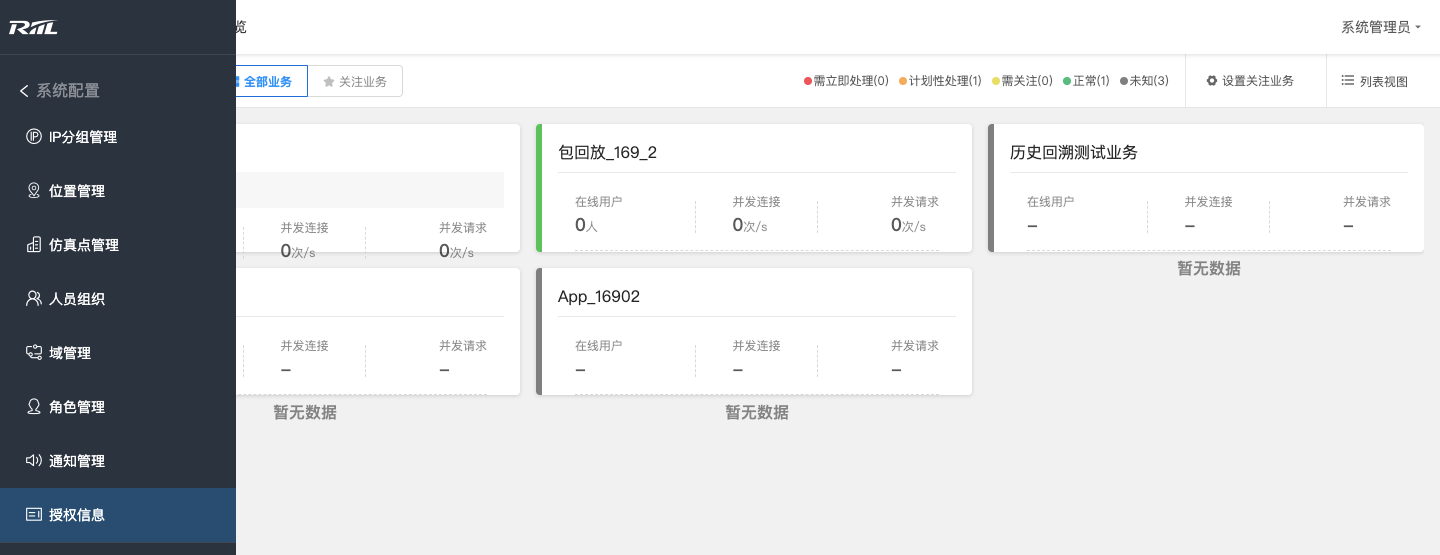 RIIL
览
系统管理员
系统配置
IP分组管理
位置管理
仿真点管理
人员组织
域管理
角色管理
通知管理
授权信息
全部业务
关注业务
需立即处理(0)
计划性处理(1)
需关注(0)
正常(1)
未知(3)
设置关注业务
列表视图
并发连接
并发请求
0次/s
0次/s
包回放_169_2
在线用户
并发连接
并发请求
0人
0次/s
0次/s
历史回溯测试业务
在线用户
并发连接
并发请求
–
–
–
暂无数据
并发连接
并发请求
–
–
暂无数据
App_16902
在线用户
并发连接
并发请求
–
–
–
暂无数据